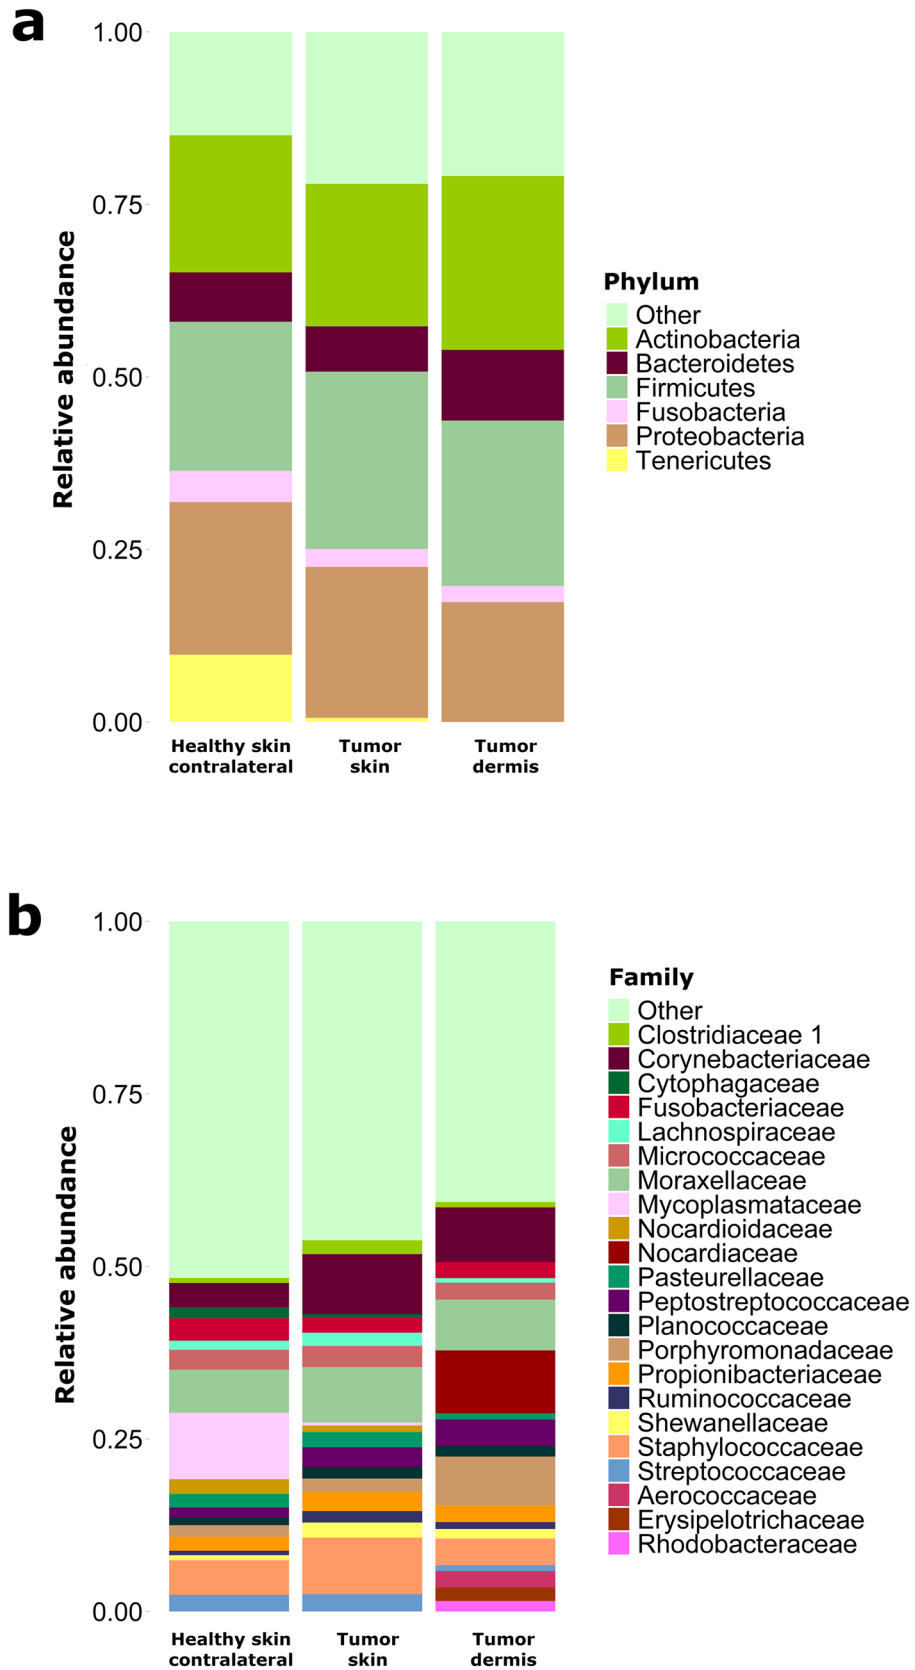 a
1.00
0.75
0.50
0.25
0.00
Relative abundance
Healthy skin
contralateral
Tumor
skin
Tumor
dermis
Phylum
Other
Actinobacteria
Bacteroidetes
Firmicutes
Fusobacteria
Proteobacteria
Tenericutes
b
1.00
0.75
0.50
0.25
0.00
Relative abundance
Healthy skin
contralateral
Tumor
skin
Tumor
dermis
Family
Other
Clostridiaceae 1
Corynebacteriaceae
Cytophagaceae
Fusobacteriaceae
Lachnospiraceae
Micrococcaceae
Moraxellaceae
Mycoplasmataceae
Nocardioidaceae
Nocardiaceae
Pasteurellaceae
Peptostreptococcaceae
Planococcaceae
Porphyromonadaceae
Propionibacteriaceae
Ruminococcaceae
Shewanellaceae
Staphylococcaceae
Streptococcaceae
Aerococcaceae
Erysipelotrichaceae
Rhodobacteraceae